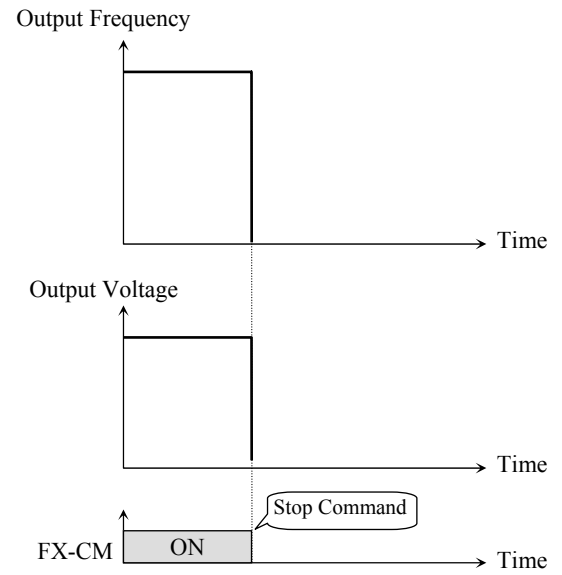 Output Frequency
Time
Output Voltage
Time
Stop Command
FX-CM
ON
Time